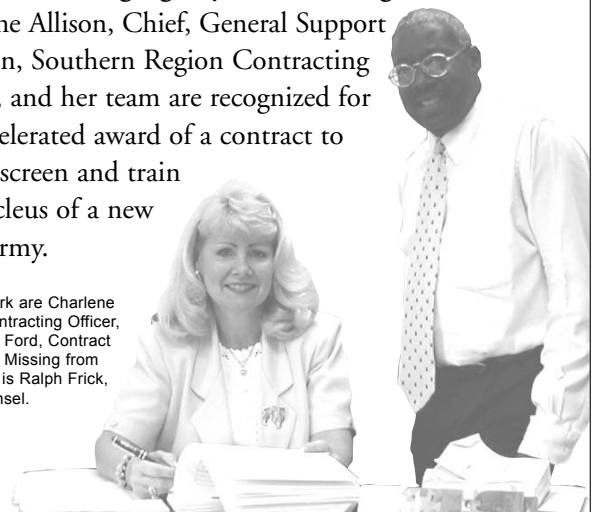 ne Allison, Chief, General Support
n, Southern Region Contracting
, and her team are recognized for
elerated award of a contract to
screen and train
cleus of a new
rmy.
rk are Charlene
ntracting Officer,
Ford, Contract
Missing from
is Ralph Frick,
nsel.